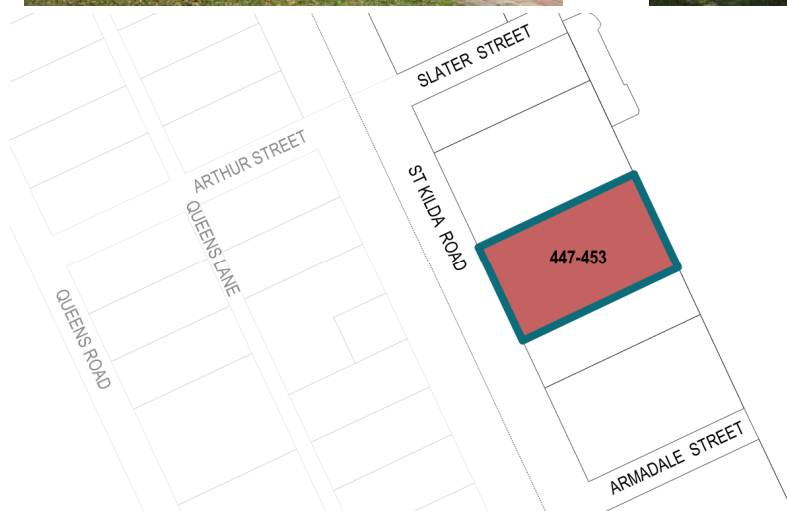 SLATER STREET
ARTHUR STREET
ST KILDA ROAD
QUEENS LANE
447-453
QUEENS ROAD
ARMADALE STREET